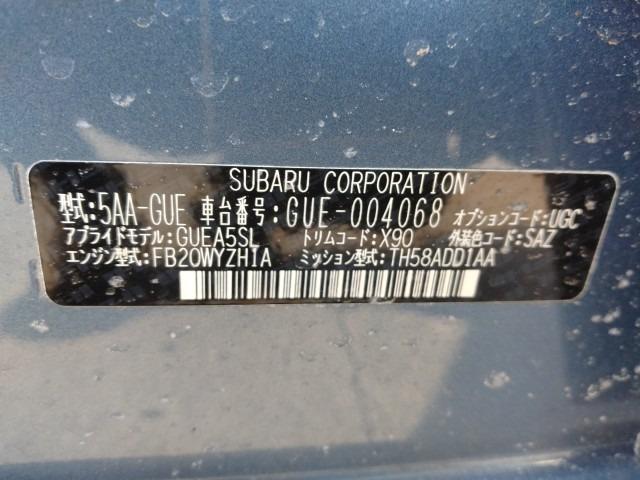 SUBARU CORPORATION
型式:5AA-GUE 車台番号:GUE-004068 オプションコード:UGC
アプライドモデル:GUEA5SL トリムコード:X90 外装色コード:SAZ
エンジン型式:FB20WYZH1A ミッション型式:TH58ADD1AA